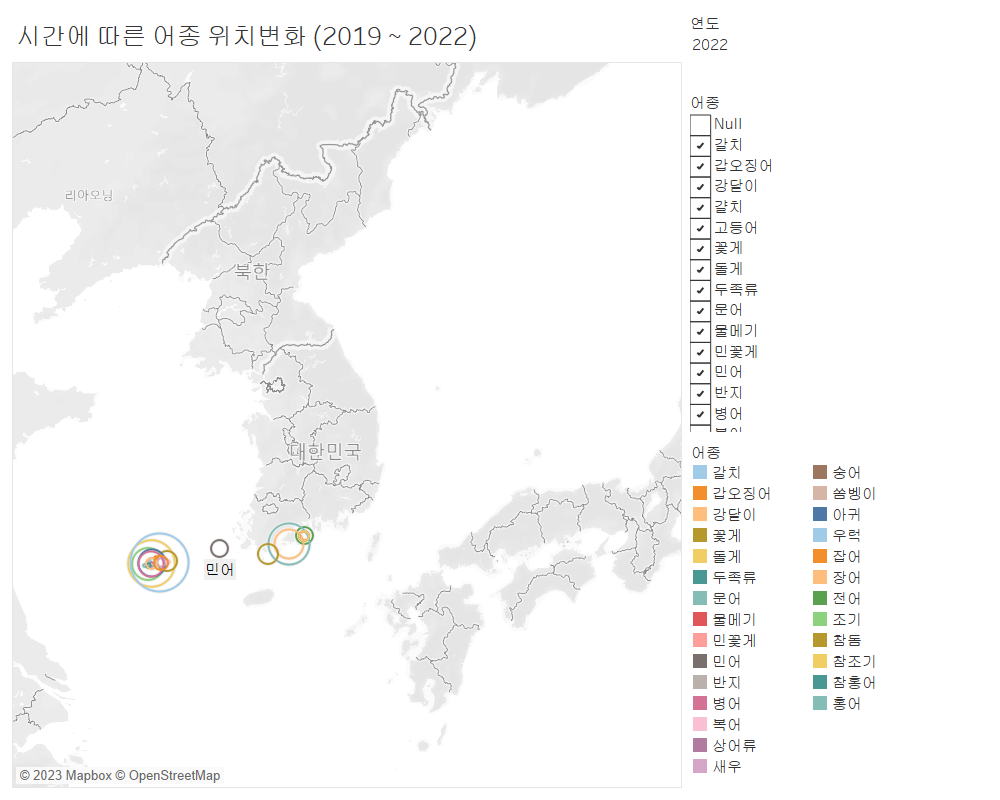 시간에 따른 어종 위치변화 (2019 ~ 2022)
연도
2022
어종
Null
갈치
갑오징어
강달이
갈치
고등어
꽃게
돌게
두족류
문어
물메기
민꽃게
민어
반지
병어
리아오닝
북한
대한민국
민어
© 2023 Mapbox © OpenStreetMap
어종
갈치
갑오징어
강달이
꽃게
돌게
두족류
문어
물메기
민꽃게
민어
반지
병어
복어
상어류
새우
숭어
쏨벵이
아귀
우럭
잠어
장어
전어
조기
참돔
참조기
참홍어
홍어